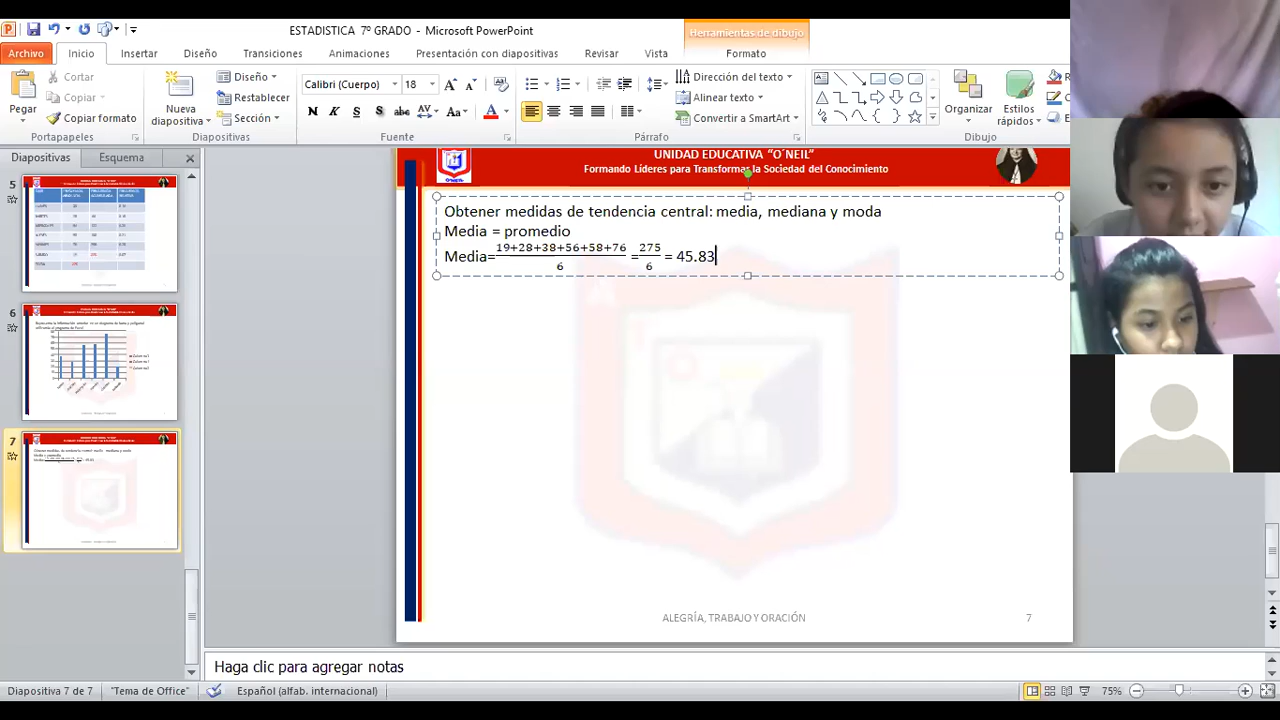 ESTADISTICA 7º GRADO - Microsoft PowerPoint
Herramientas de dibujo
Archivo
Inicio
Insertar
Diseño
Transiciones
Animaciones
Presentación con diapositivas
Revisar
Vista
Formato
Pegar
Cortar
Copiar
Copiar formato
Portapapeles
Nueva
diapositiva
Diseño
Restablecer
Sección
Diapositivas
Calibri (Cuerpo)
18
Fuente
Párrafo
Dirección del texto
Alinear texto
Convertir a SmartArt
Organizar
Estilos
rápidos
Dibujo
Diapositivas
Esquema
5
6
7
UNIDAD EDUCATIVA "O´NEIL"
Formando Líderes para Transformar la Sociedad del Conocimiento
Obtener medidas de tendencia central: media, mediana y moda
Media = promedio
Media= 19+28+38+56+58+76 / 6 = 275 / 6 = 45.83
ALEGRÍA, TRABAJO Y ORACIÓN
7
Haga clic para agregar notas
Diapositiva 7 de 7
"Tema de Office"
Español (alfab. internacional)
75%